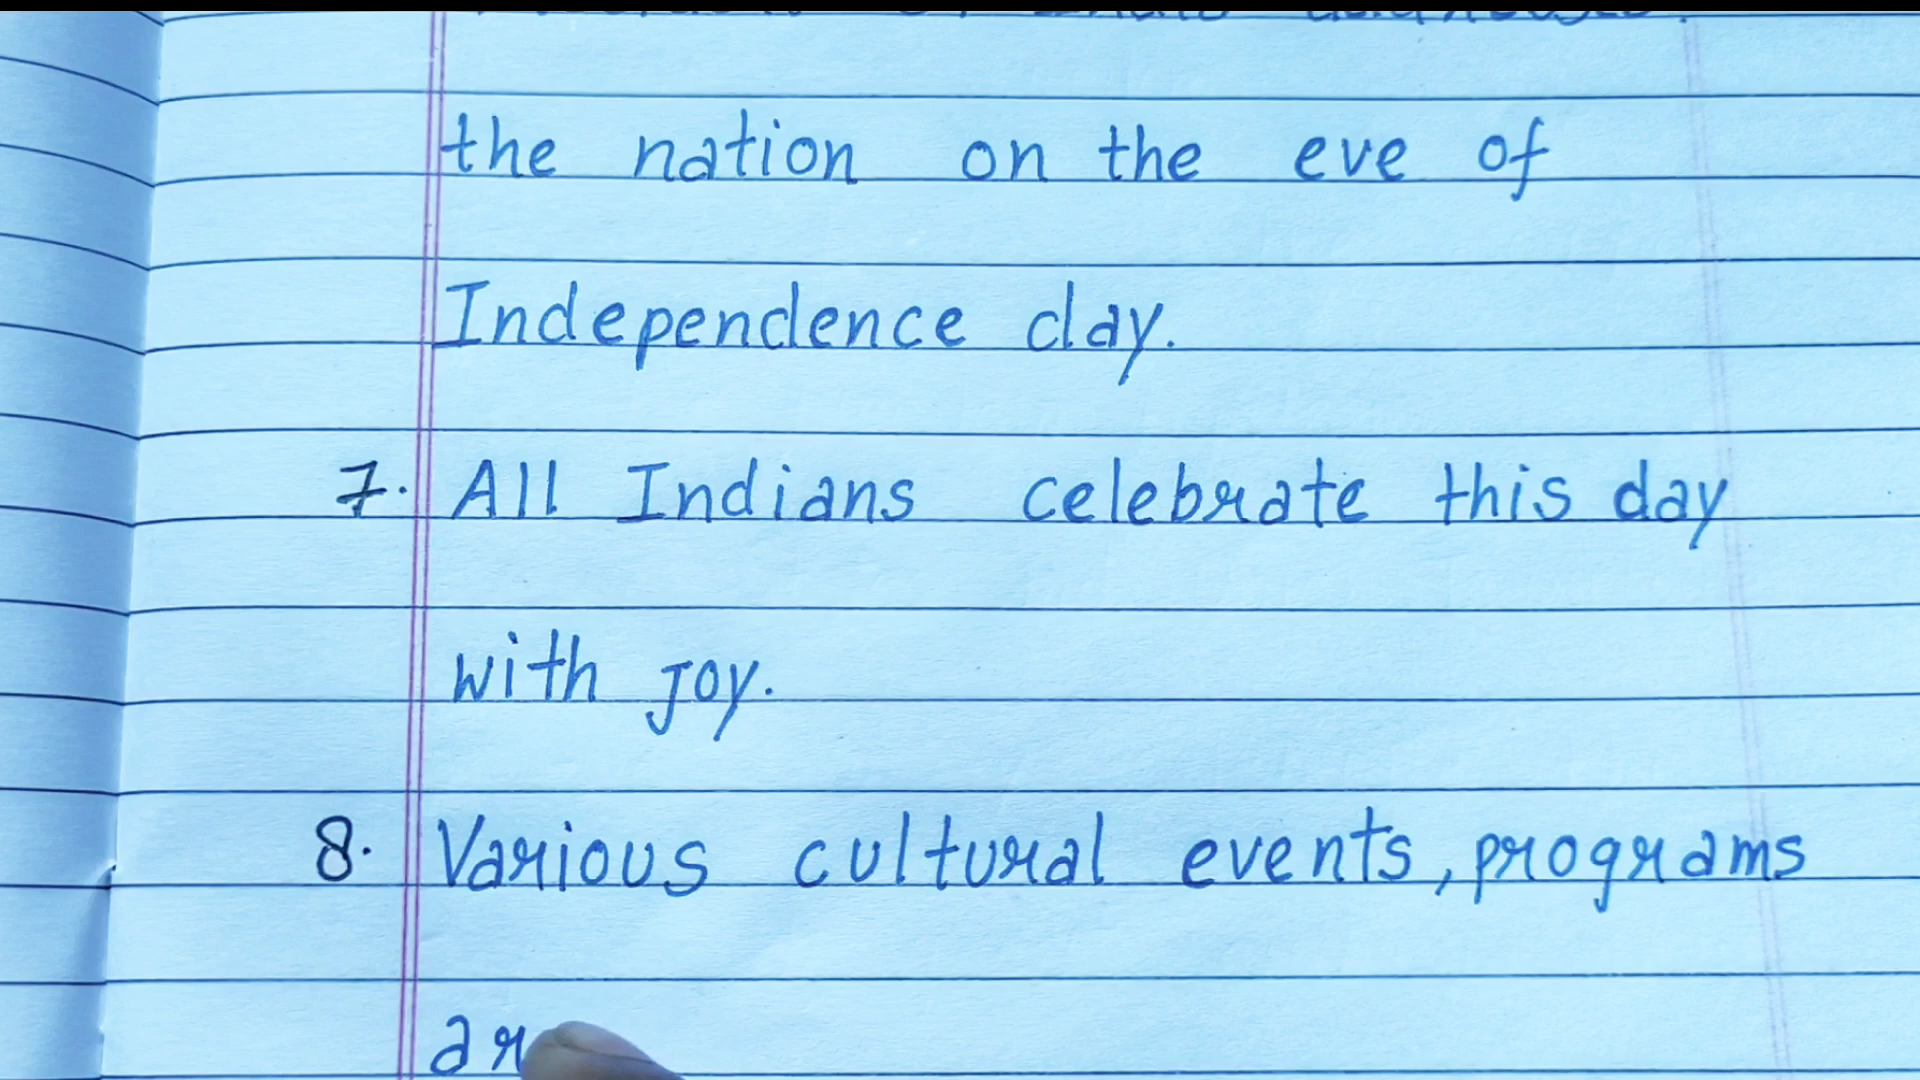 the nation on the eve of
Independence day.
7. All Indians celebrate this day
with joy.
8. Various cultural events, programs